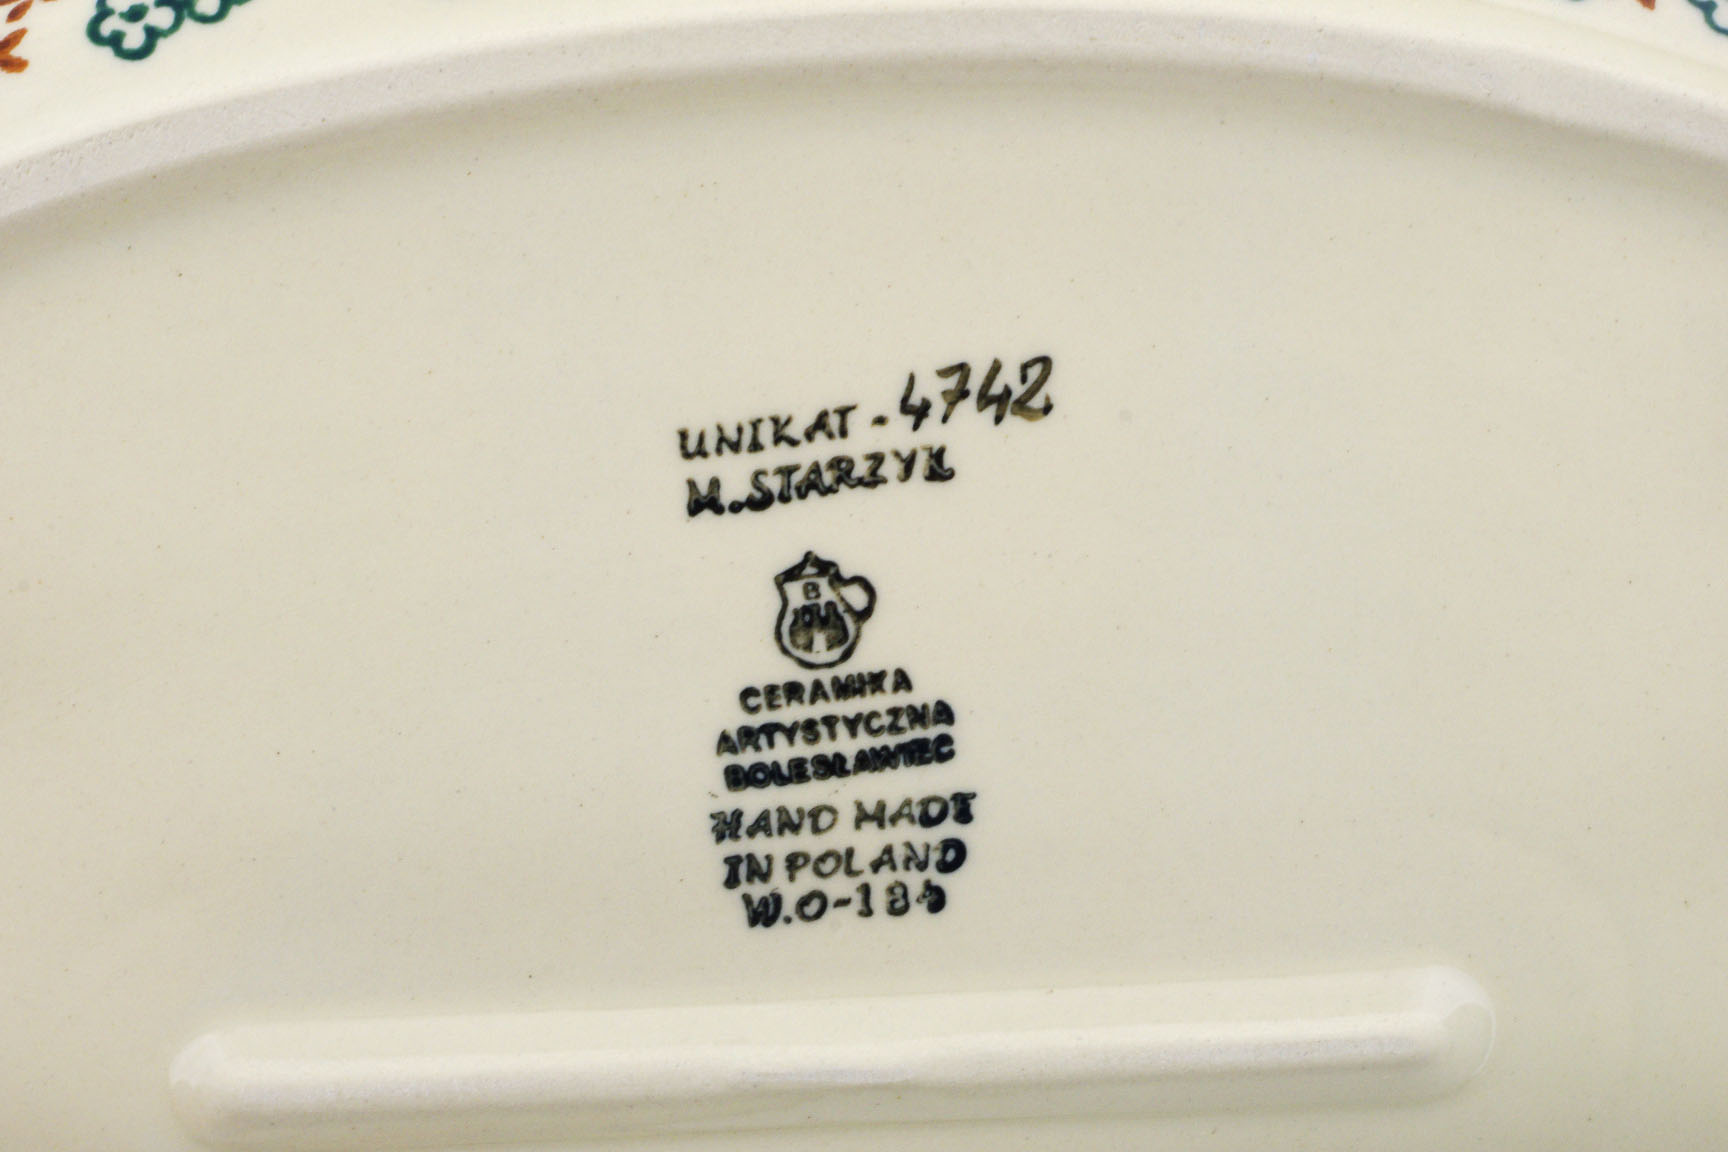 UNIKAT - 4742
M. STARZYK
B
CERAMIKA
ARTYSTYCZNA
BOLESŁAWIEC
HAND MADE
IN POLAND